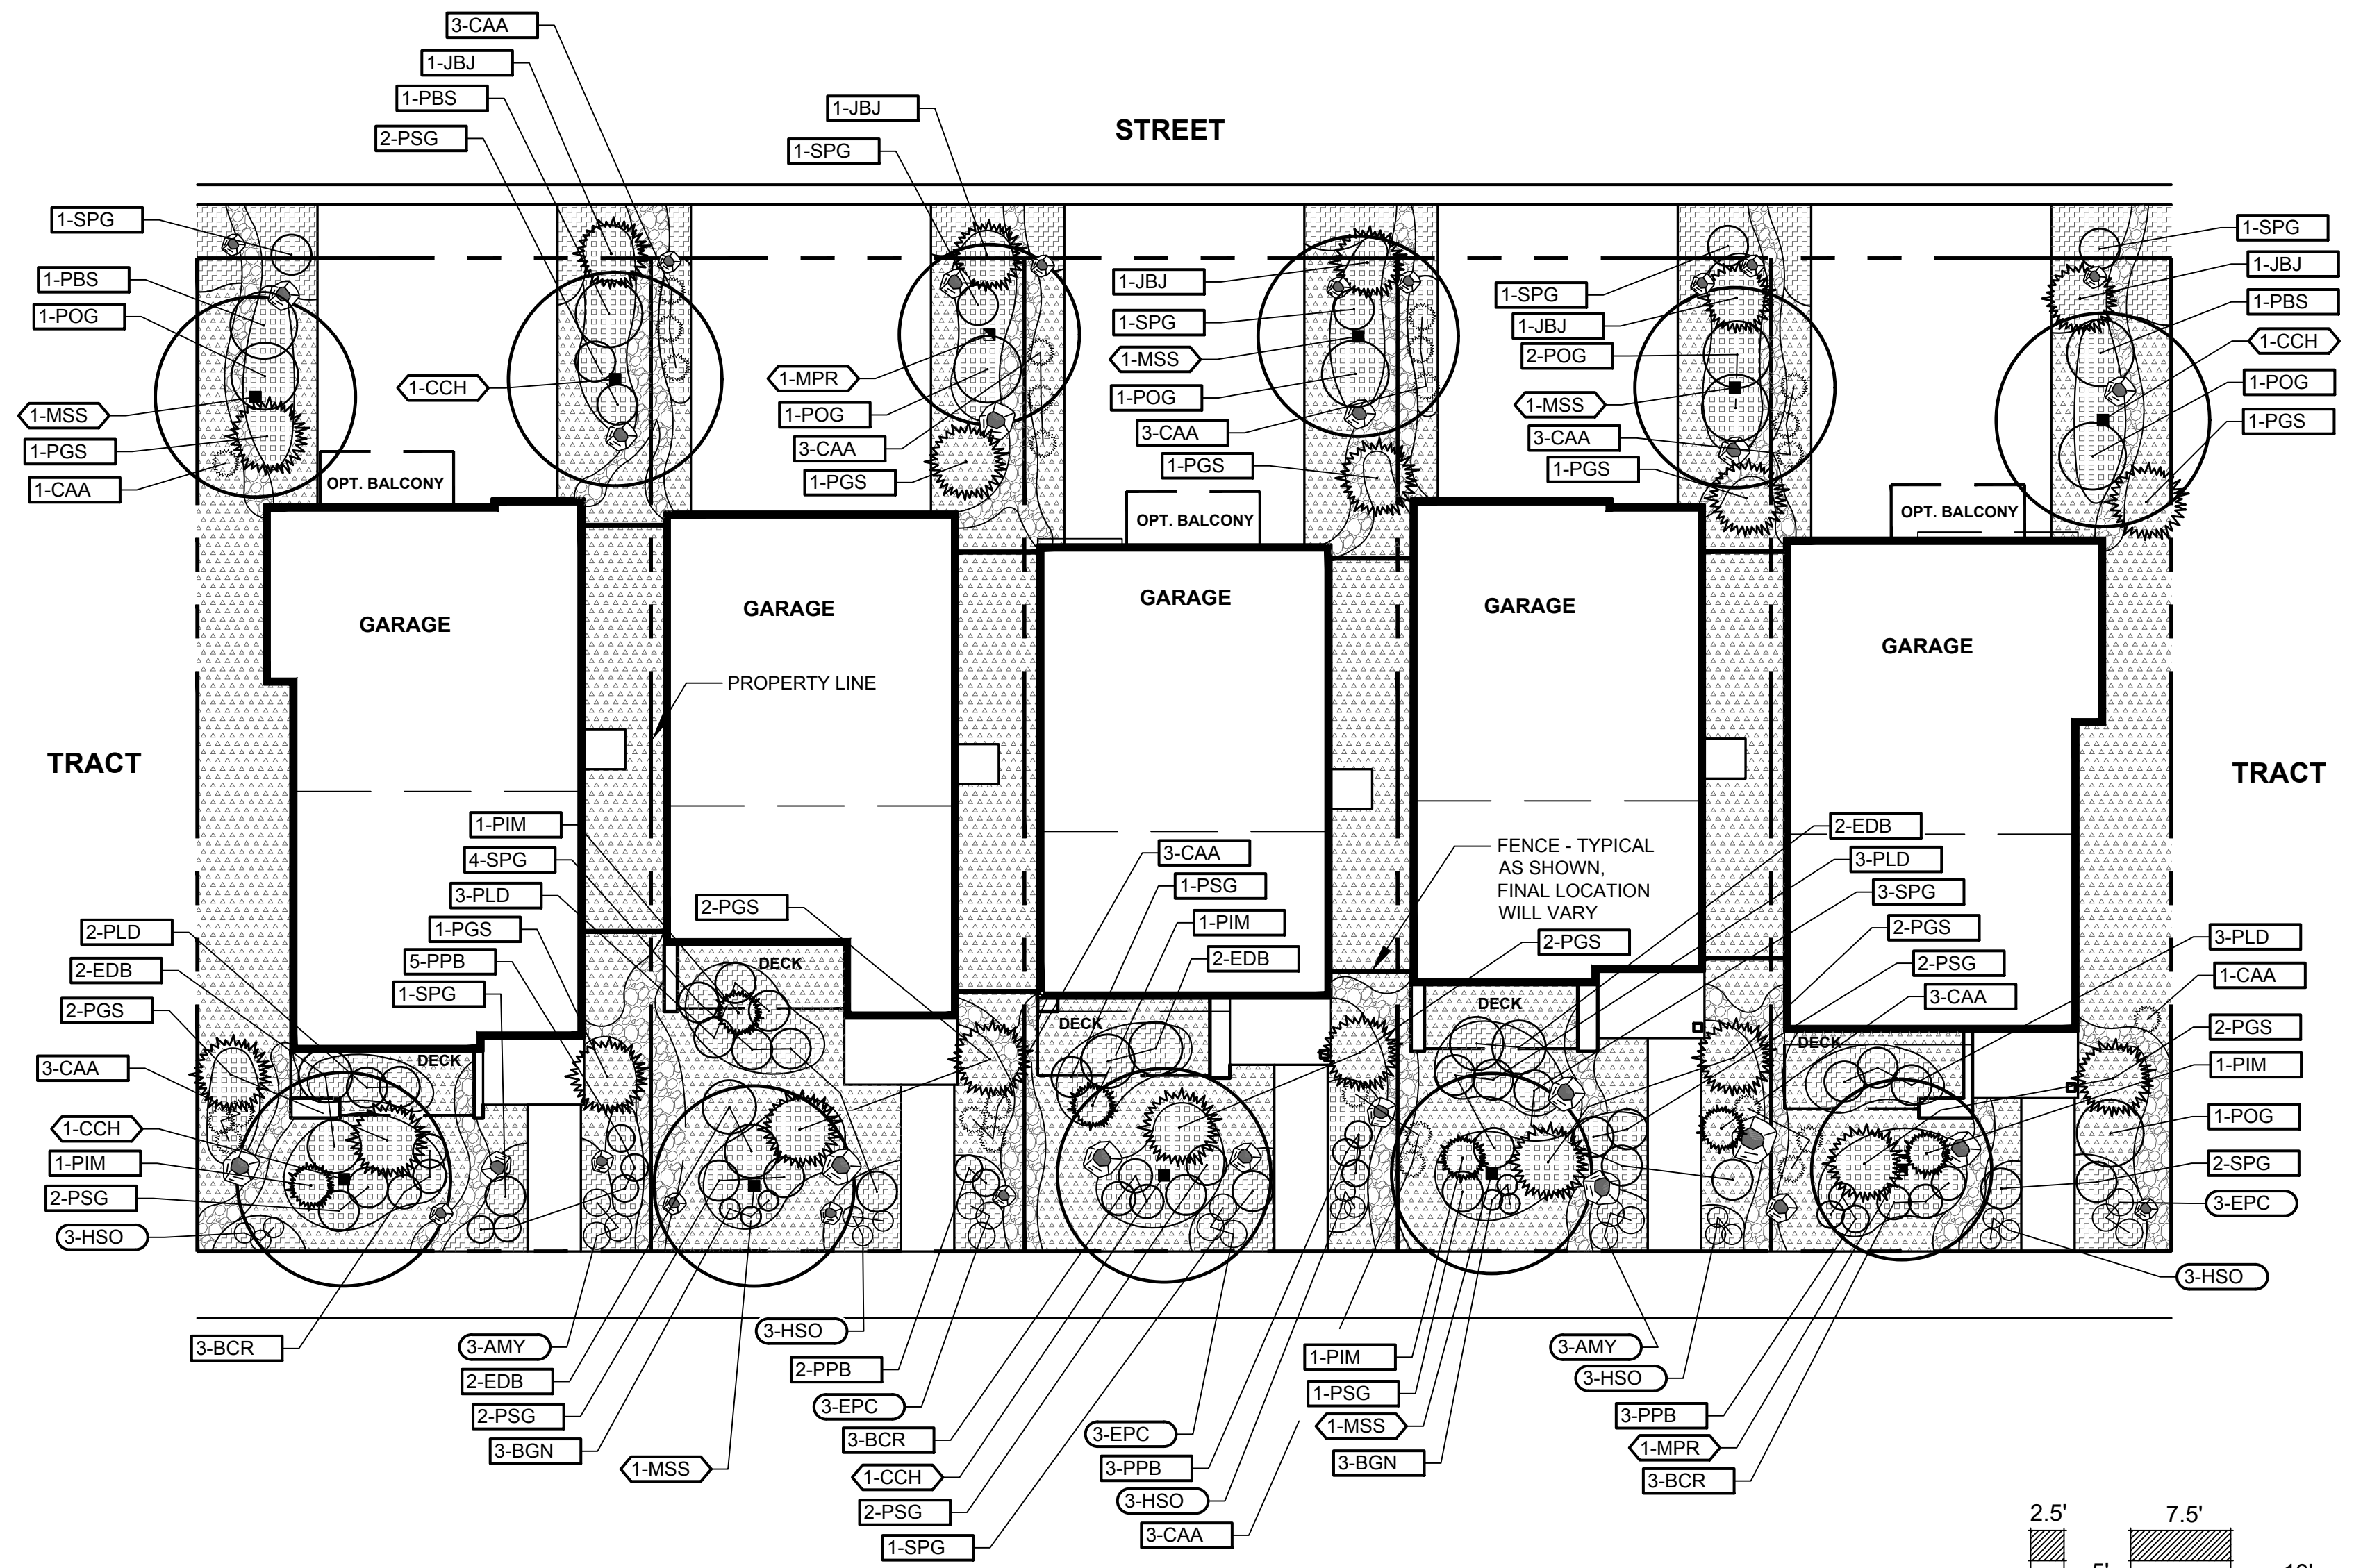 3-CAA
1-JBJ
1-PBS
2-PSG
1-JBJ
1-SPG
STREET
1-SPG
1-PBS
1-POG
1-MSS
1-PGS
1-CAA
1-CCH
OPT. BALCONY
1-MPR
1-POG
3-CAA
1-PGS
1-JBJ
1-SPG
1-MSS
1-POG
3-CAA
1-PGS
OPT. BALCONY
1-SPG
1-JBJ
2-POG
1-MSS
3-CAA
1-PGS
OPT. BALCONY
1-SPG
1-JBJ
1-PBS
1-CCH
1-POG
1-PGS
GARAGE
GARAGE
GARAGE
GARAGE
GARAGE
PROPERTY LINE
TRACT
TRACT
1-PIM
4-SPG
3-PLD
1-PGS
5-PPB
1-SPG
2-PGS
DECK
3-CAA
1-PSG
1-PIM
2-EDB
DECK
FENCE - TYPICAL
AS SHOWN,
FINAL LOCATION
WILL VARY
2-PGS
DECK
2-EDB
3-PLD
3-SPG
2-PGS
2-PSG
3-CAA
DECK
2-PLD
2-EDB
2-PGS
3-CAA
DECK
1-CCH
1-PIM
2-PSG
3-HSO
3-PLD
1-CAA
2-PGS
1-PIM
1-POG
2-SPG
3-EPC
3-HSO
3-BCR
3-AMY
2-EDB
2-PSG
3-BGN
1-MSS
3-HSO
2-PPB
3-EPC
3-BCR
1-CCH
2-PSG
1-SPG
3-EPC
3-PPB
3-HSO
3-CAA
1-PIM
1-PSG
1-MSS
3-BGN
3-AMY
3-HSO
3-PPB
1-MPR
3-BCR
2.5'
7.5'
5'
10'